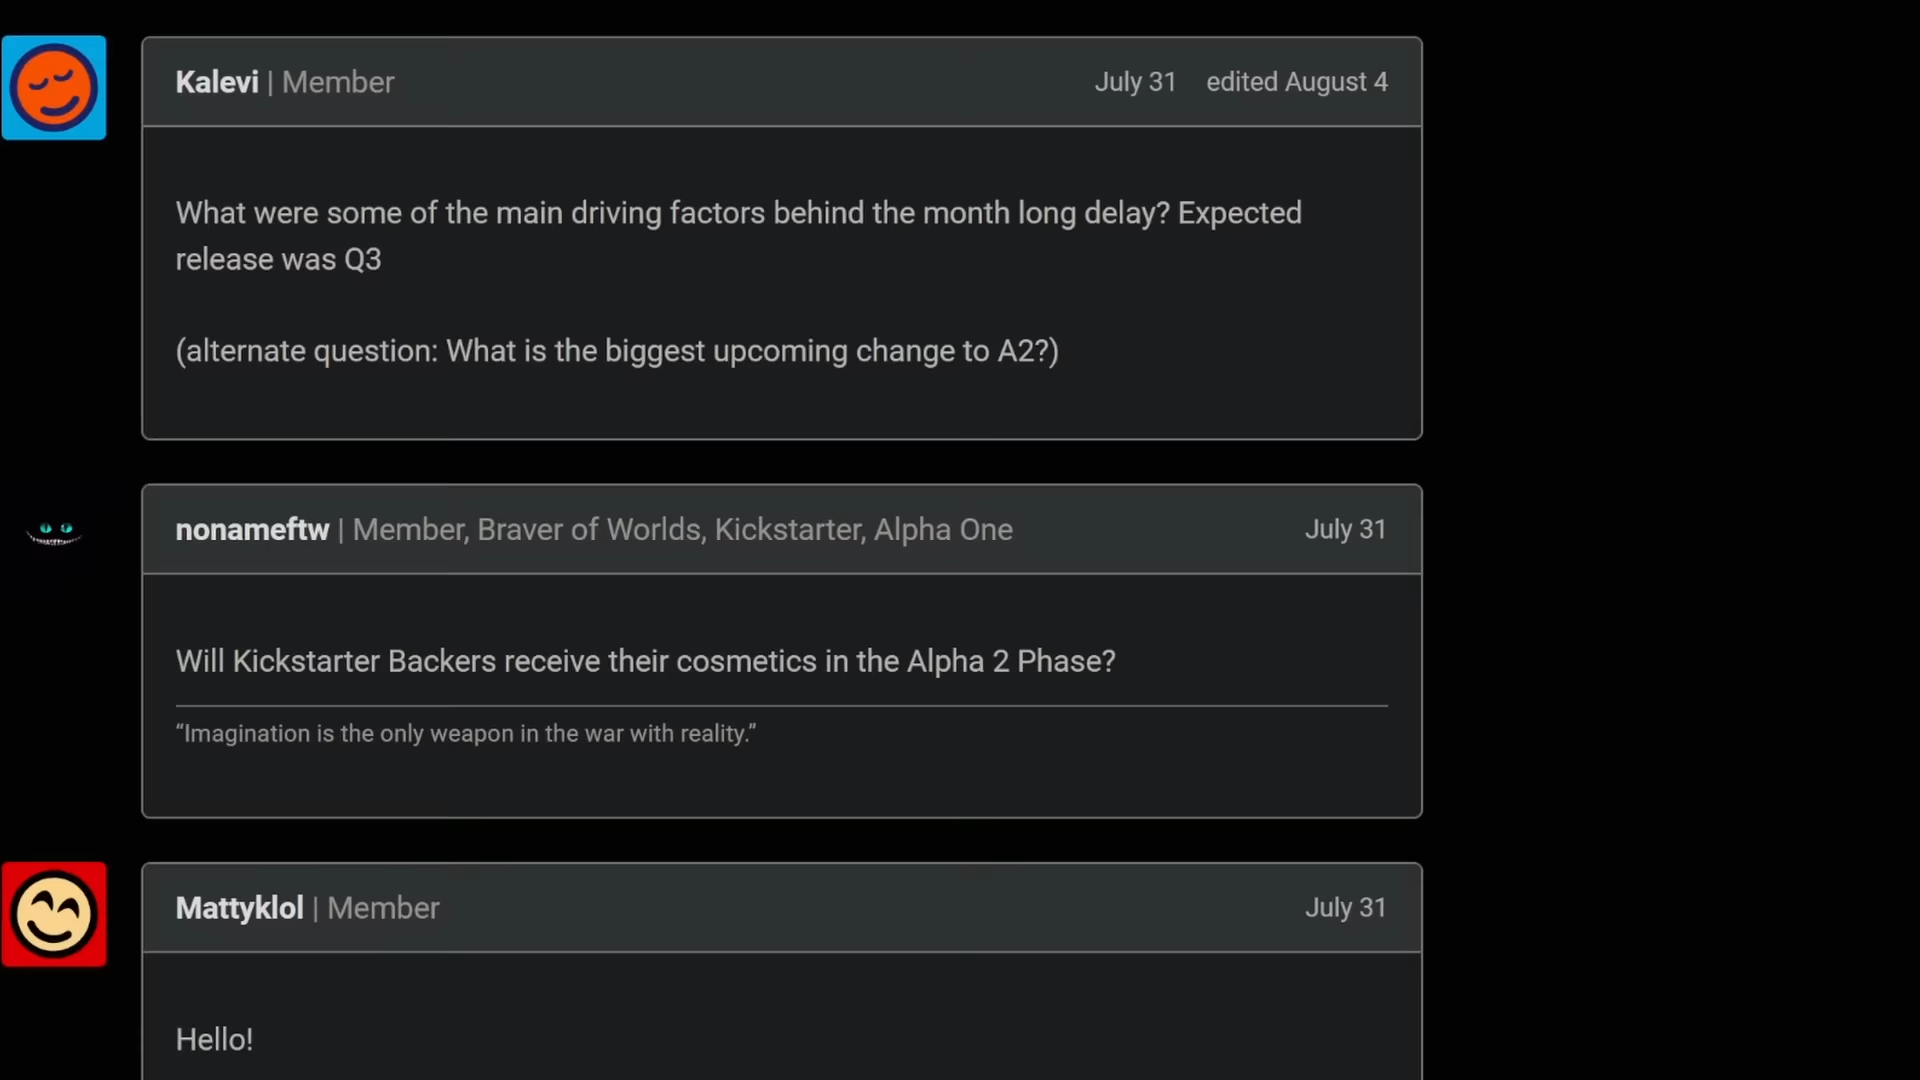 Kalevi | Member July 31 edited August 4
What were some of the main driving factors behind the month long delay? Expected
release was Q3
(alternate question: What is the biggest upcoming change to A2?)
nonameftw | Member, Braver of Worlds, Kickstarter, Alpha One July 31
Will Kickstarter Backers receive their cosmetics in the Alpha 2 Phase?
“Imagination is the only weapon in the war with reality.”
Mattyklol | Member July 31
Hello!